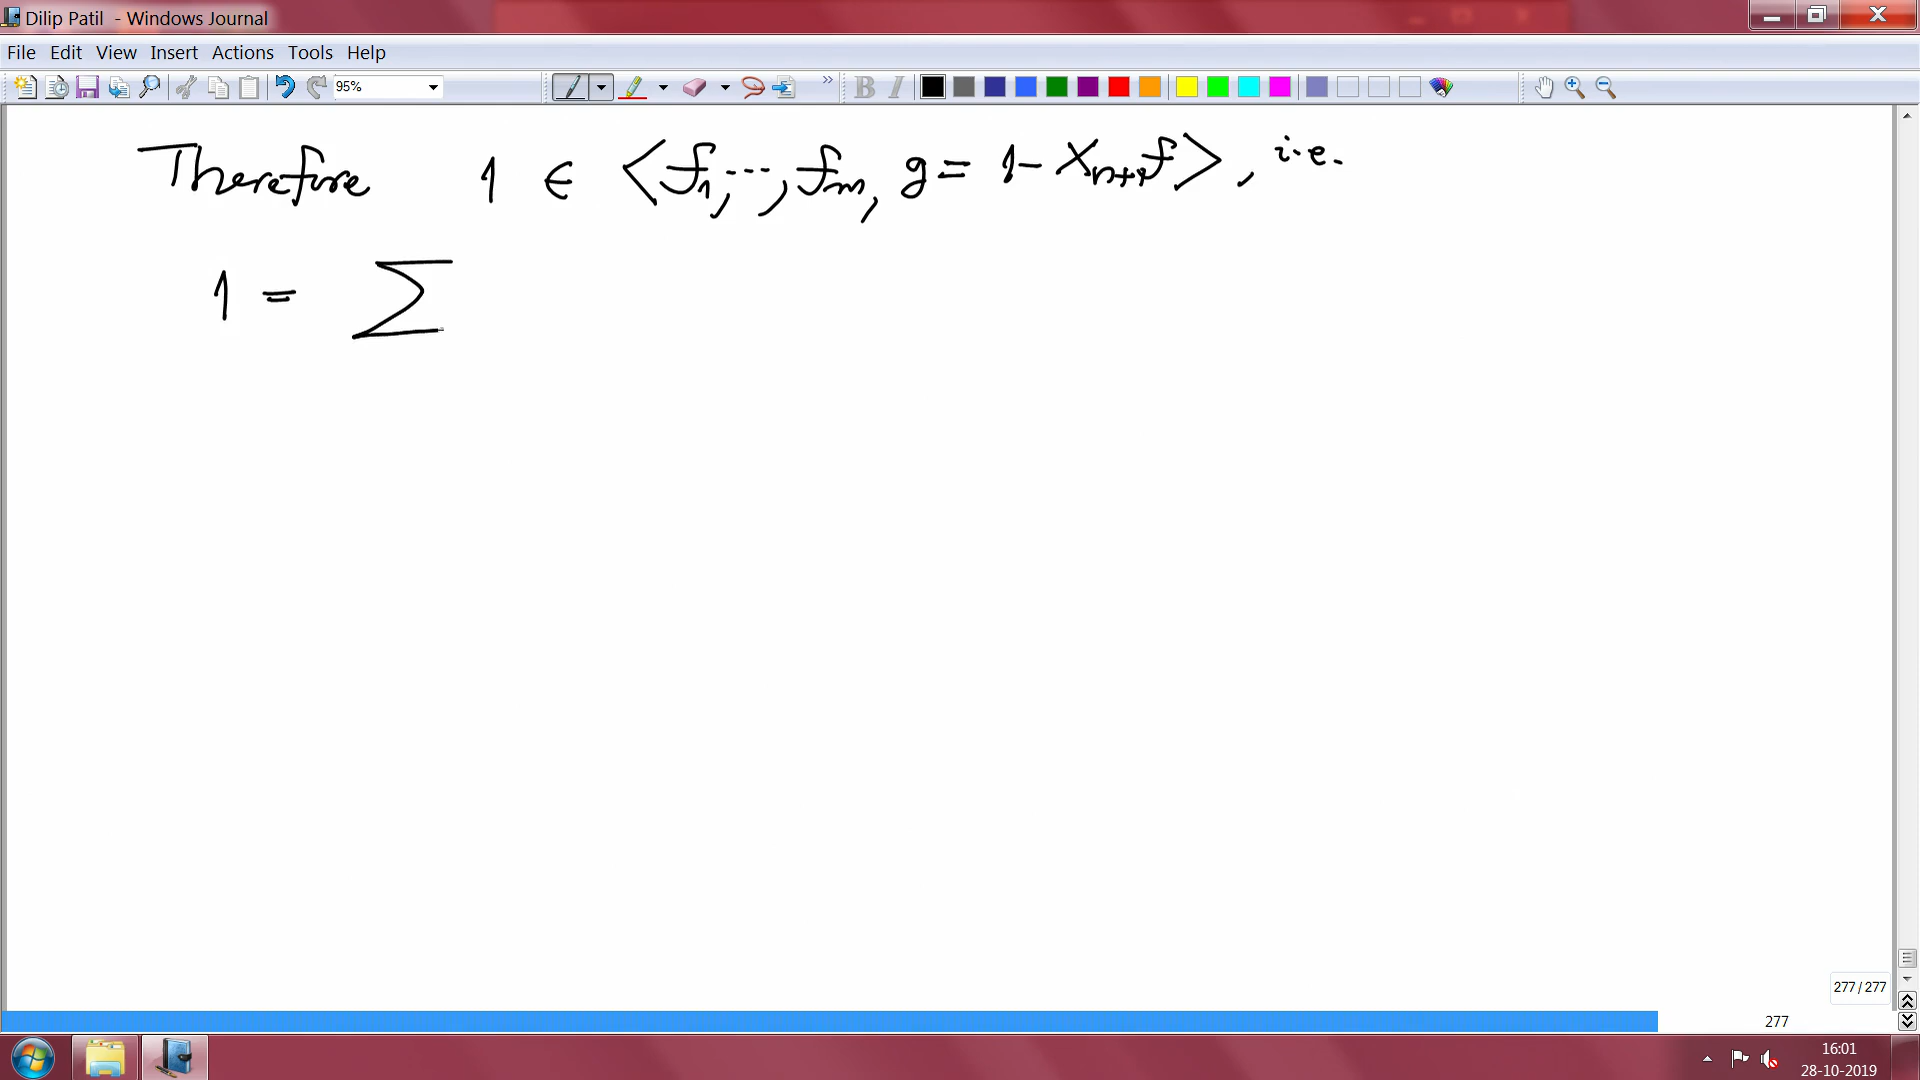 Dilip Patil - Windows Journal
File Edit View Insert Actions Tools Help
95%
B I
Therefore 1 ∈ <f₁,⋯,fₘ, g = 1 - Xₙ₊₁f>, i.e.
1 = Σ
277 / 277
277
16:01
28-10-2019